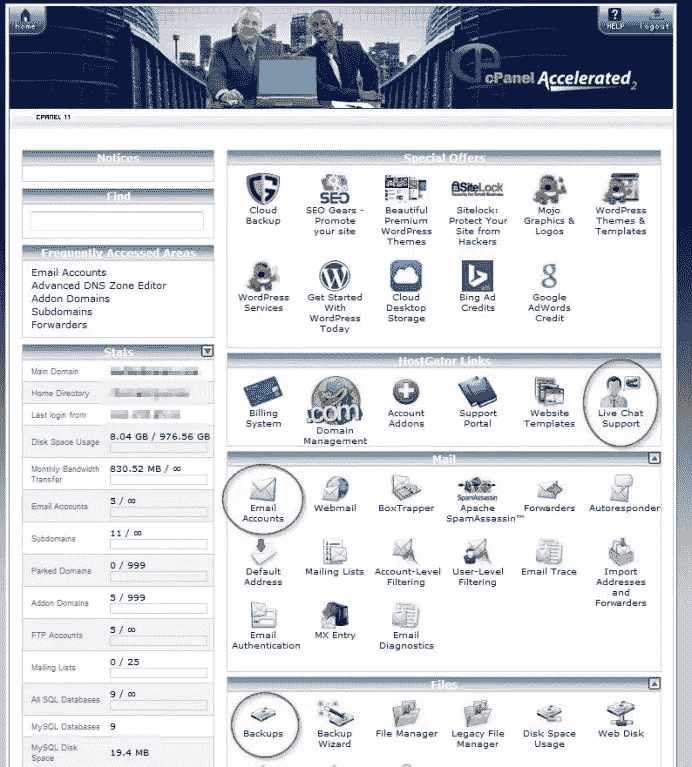 home
HELP
logout
cPanel Accelerated2
CPANEL 11
Notices
Find
Frequently Accessed Areas
Email Accounts
Advanced DNS Zone Editor
Addon Domains
Subdomains
Forwarders
Stats
Main Domain
Home Directory
Last login from
Disk Space Usage 8.04 GB / 976.56 GB
Monthly Bandwidth
Transfer
830.52 MB / ∞
Email Accounts 5 / ∞
Subdomains 11 / ∞
Parked Domains 0 / 999
Addon Domains 5 / 999
FTP Accounts 5 / ∞
Mailing Lists 0 / 25
All SQL Databases 9 / ∞
MySQL Databases 9
MySQL Disk
Space
19.4 MB
Special Offers
SEO
SiteLock
Cloud
Backup
SEO Gears -
Promote
your site
Beautiful
Premium
WordPress
Themes
Sitelock:
Protect Your
Site from
Hackers
Mojo
Graphics &
Logos
WordPress
Themes &
Templates
WordPress
Services
Get Started
With
WordPress
Today
Cloud
Desktop
Storage
Bing Ad
Credits
Google
AdWords
Credit
HostGator Links
Billing
System
.com
Domain
Management
Account
Addons
Support
Portal
Website
Templates
Live Chat
Support
Mail
Email
Accounts
Webmail
BoxTrapper
SpamAssassin
Apache
SpamAssassin™
Forwarders
Autoresponder
Default
Address
Mailing Lists
Account-Level
Filtering
User-Level
Filtering
Email Trace
Import
Addresses
and
Forwarders
Email
Authentication
MX Entry
Email
Diagnostics
Files
Backups
Backup
Wizard
File Manager
Legacy File
Manager
Disk Space
Usage
Web Disk